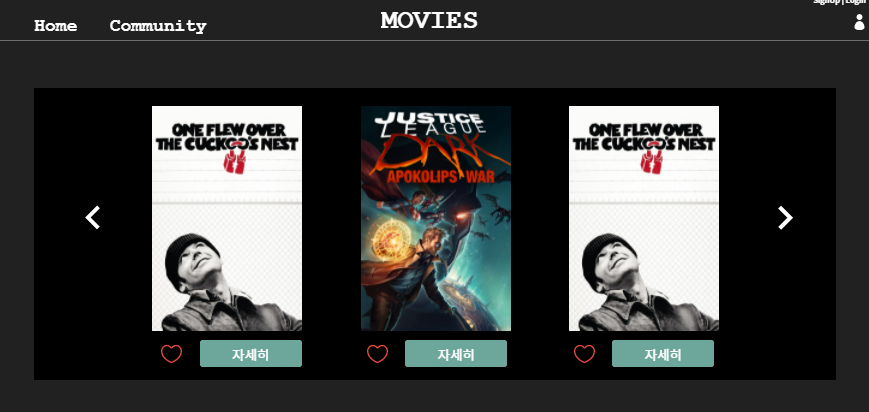 SignUp | Login
Home Community MOVIES
ONE FLEW OVER
THE CUCKOO'S NEST
JUSTICE
LEAGUE
DARK
APOKOLIPS WAR
ONE FLEW OVER
THE CUCKOO'S NEST
자세히 자세히 자세히